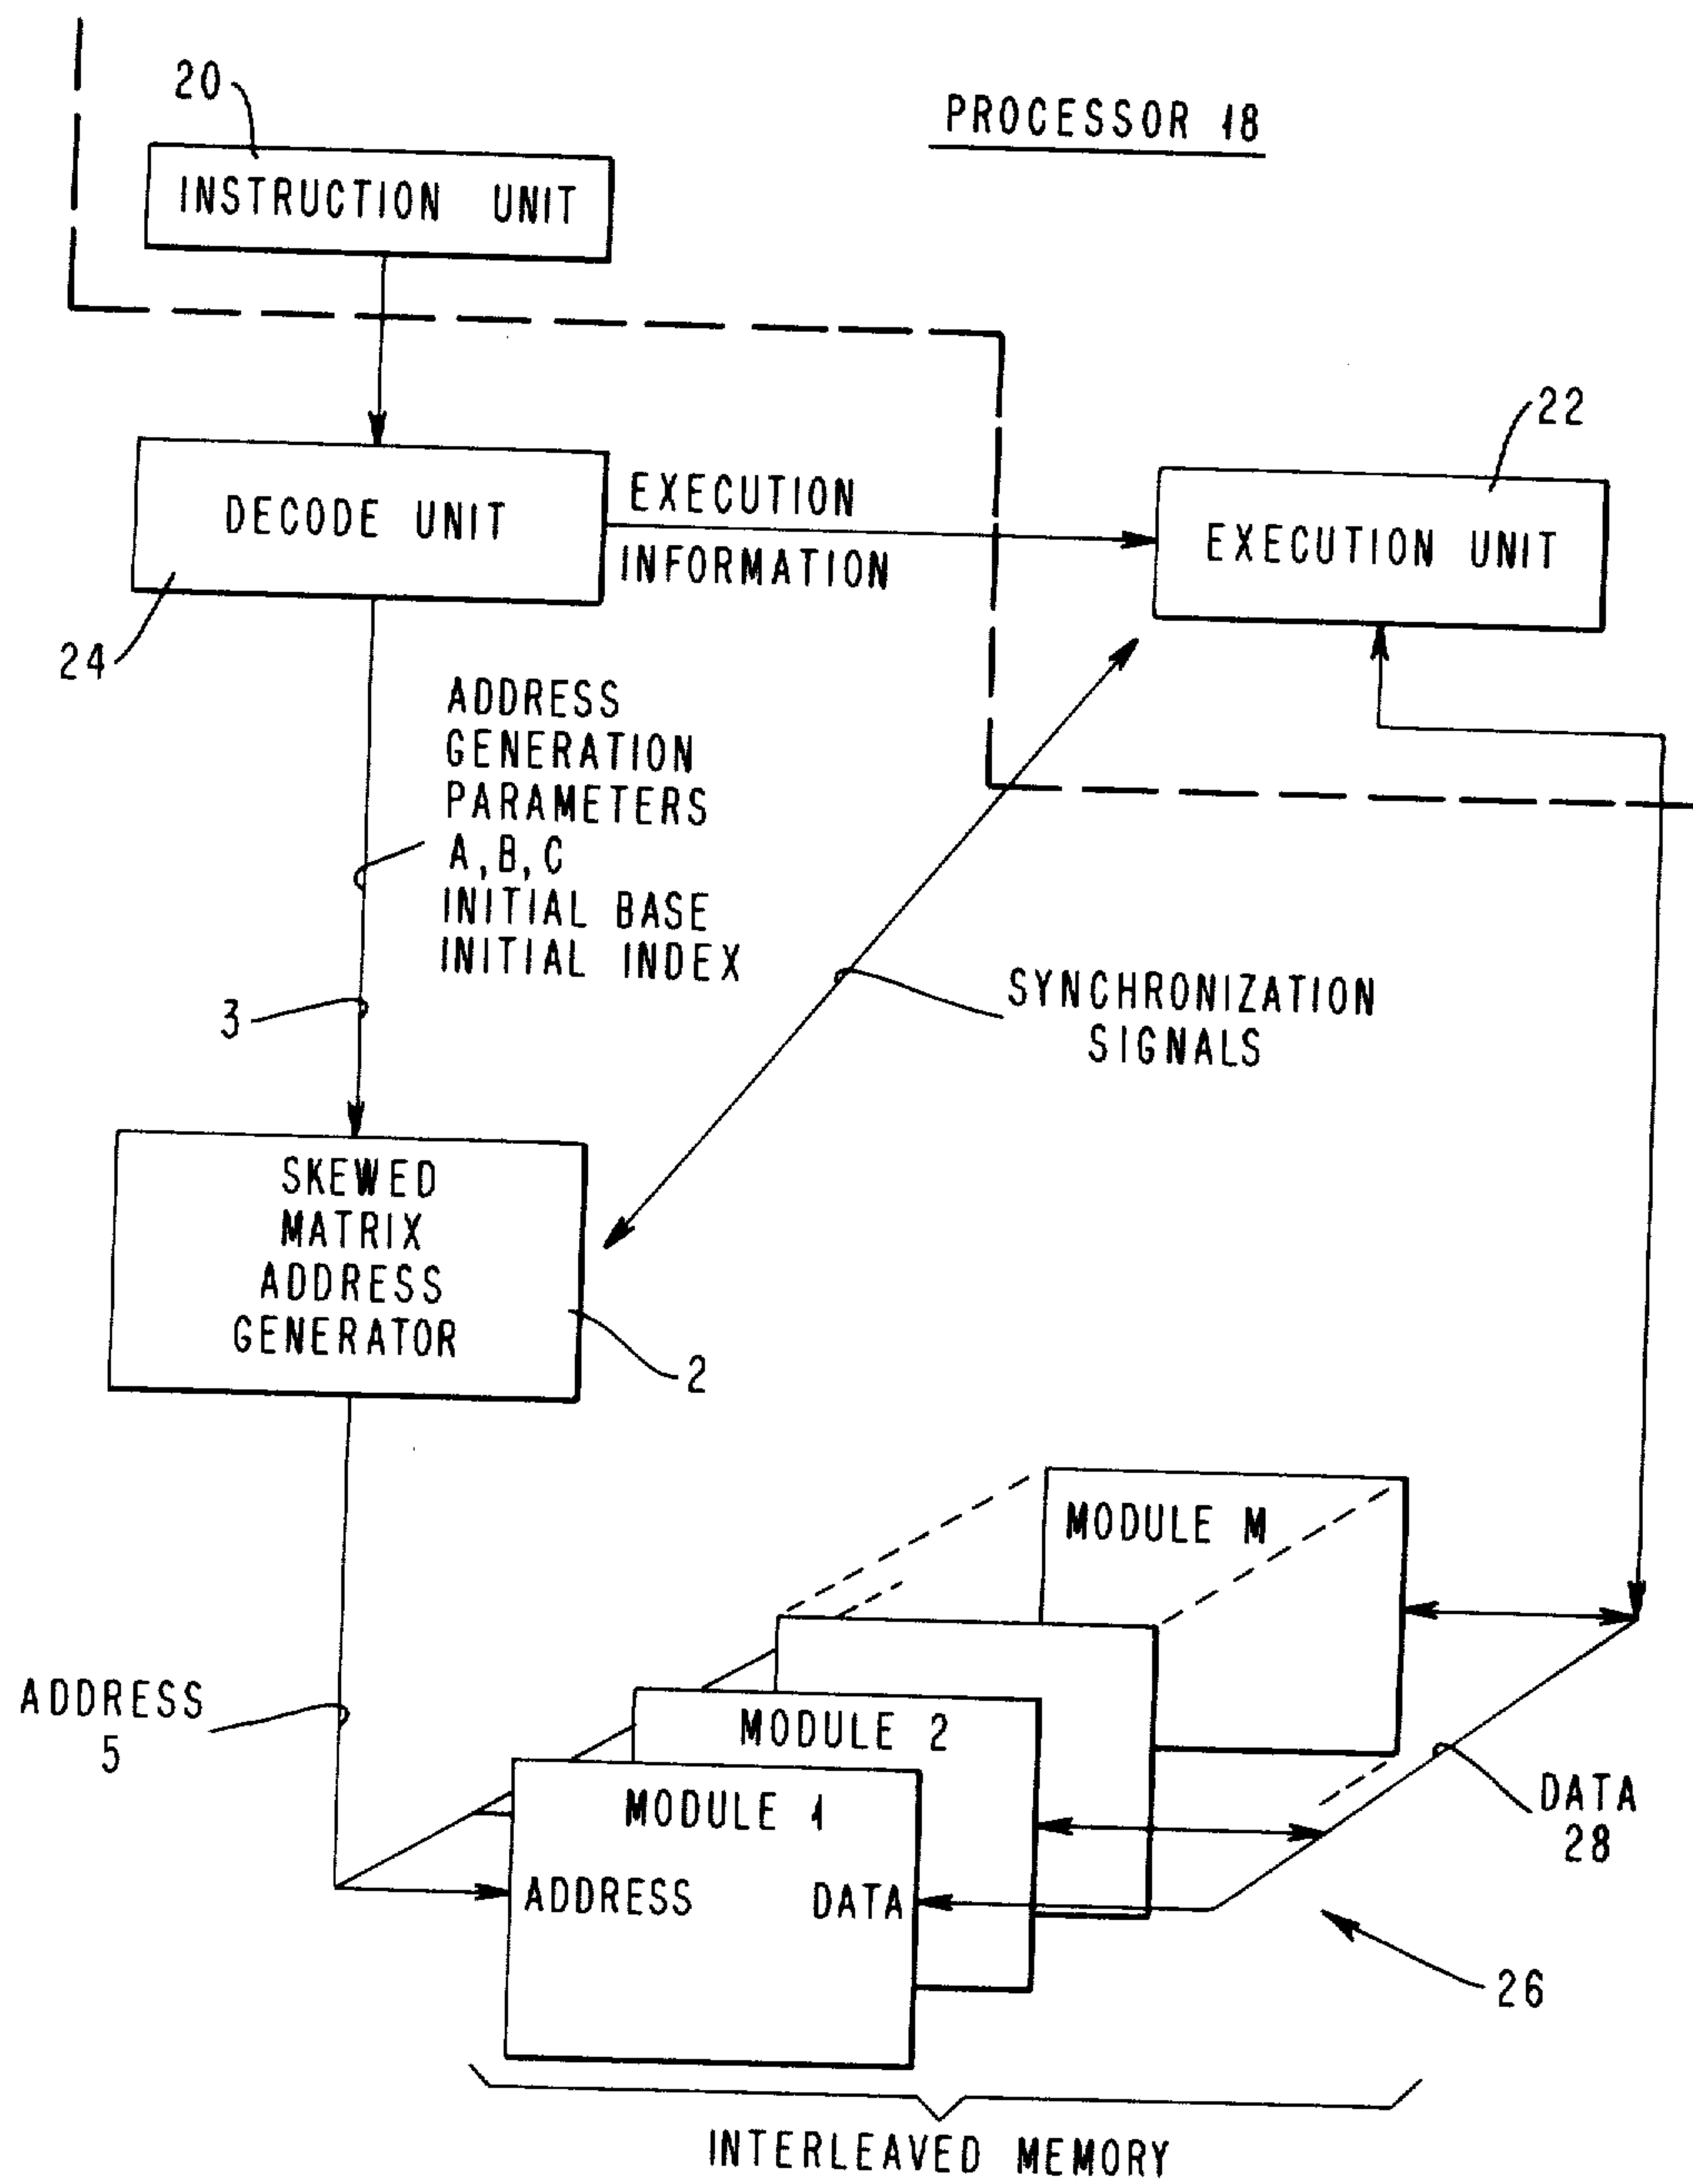 20
PROCESSOR 18
INSTRUCTION UNIT
22
DECODE UNIT
EXECUTION
INFORMATION
EXECUTION UNIT
24
ADDRESS
GENERATION
PARAMETERS
A, B, C
INITIAL BASE
INITIAL INDEX
3
SYNCHRONIZATION
SIGNALS
SKEWED
MATRIX
ADDRESS
GENERATOR
2
MODULE M
ADDRESS
5
MODULE 2
MODULE 1
DATA
28
ADDRESS
DATA
26
INTERLEAVED MEMORY